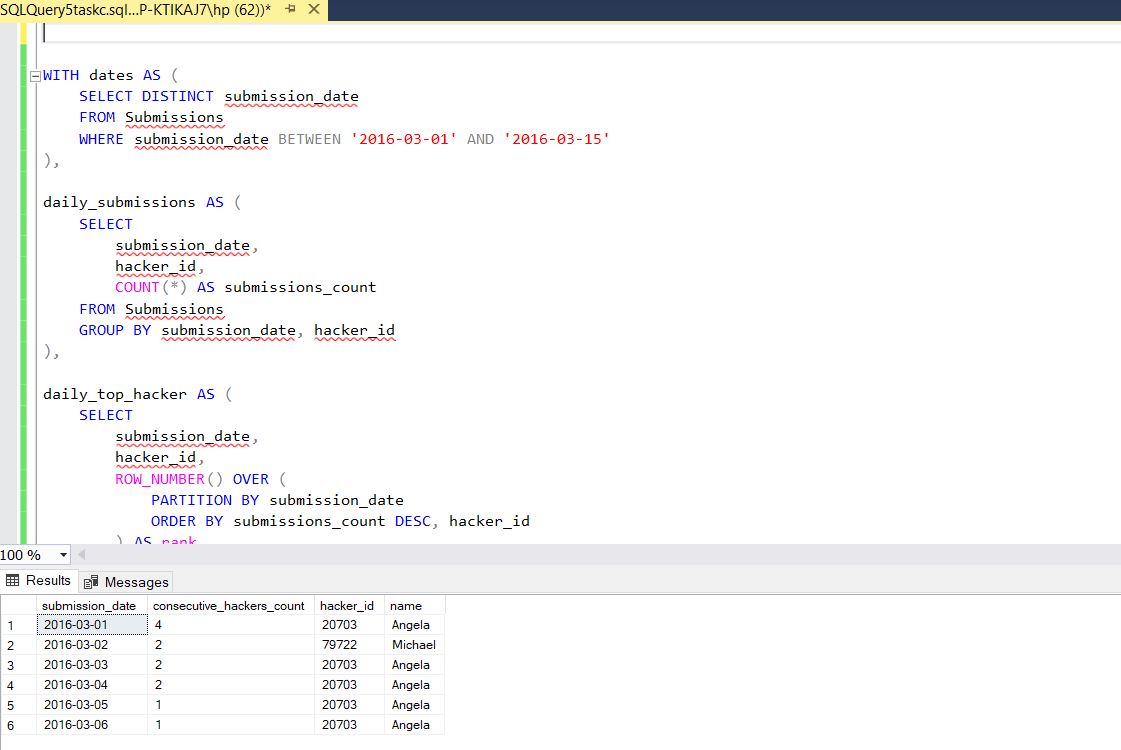 SQLQuery5taskc.sql...P-KTIKAJ7\hp (62))*
WITH dates AS (
SELECT DISTINCT submission_date
FROM Submissions
WHERE submission_date BETWEEN '2016-03-01' AND '2016-03-15'
),
daily_submissions AS (
SELECT
submission_date,
hacker_id,
COUNT(*) AS submissions_count
FROM Submissions
GROUP BY submission_date, hacker_id
),
daily_top_hacker AS (
SELECT
submission_date,
hacker_id,
ROW_NUMBER() OVER (
PARTITION BY submission_date
ORDER BY submissions_count DESC, hacker_id
) AS rank
100 %
Results Messages
submission_date consecutive_hackers_count hacker_id name
1 2016-03-01 4 20703 Angela
2 2016-03-02 2 79722 Michael
3 2016-03-03 2 20703 Angela
4 2016-03-04 2 20703 Angela
5 2016-03-05 1 20703 Angela
6 2016-03-06 1 20703 Angela